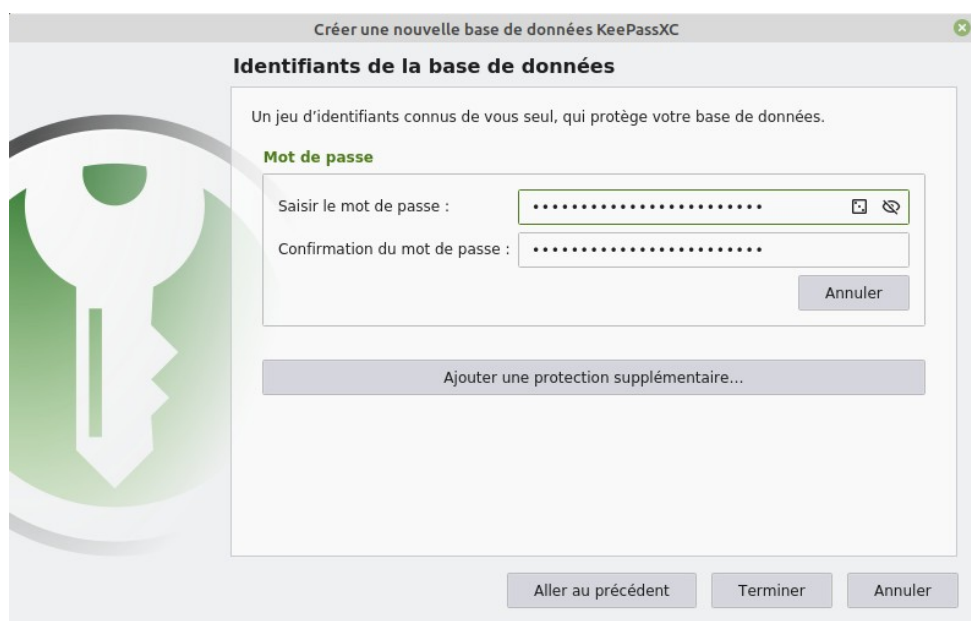 Créer une nouvelle base de données KeePassXC
Identifiants de la base de données
Un jeu d’identifiants connus de vous seul, qui protège votre base de données.
Mot de passe
Saisir le mot de passe : ••••••••••••••••••••••••
Confirmation du mot de passe : ••••••••••••••••••••••••
Annuler
Ajouter une protection supplémentaire...
Aller au précédent Terminer Annuler